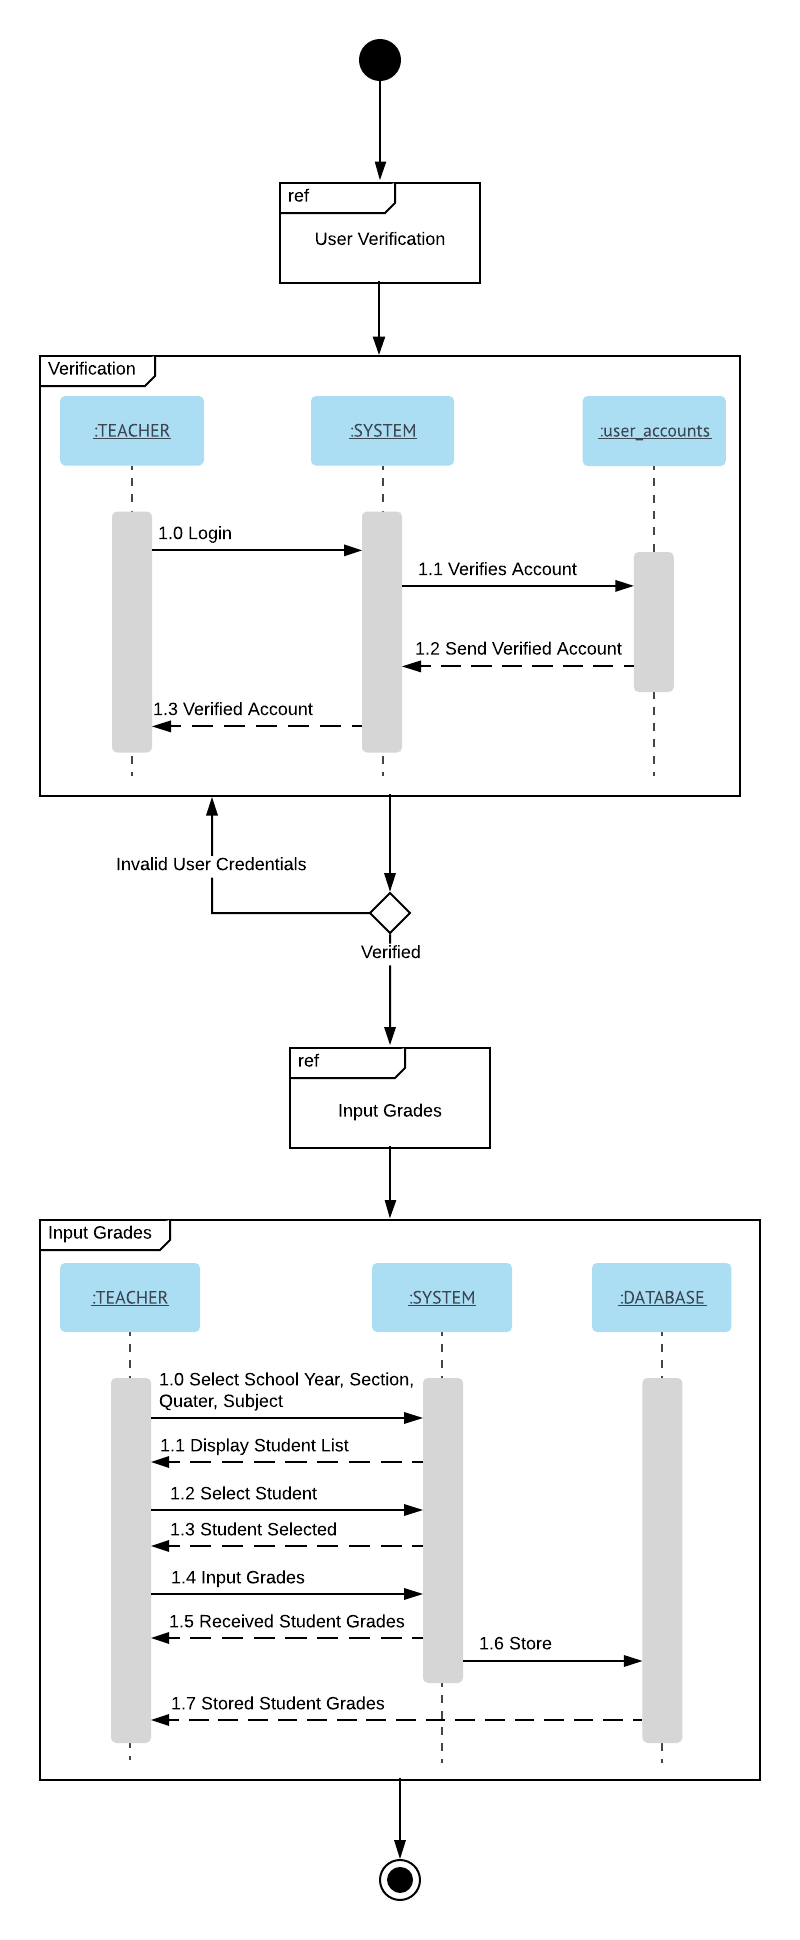 ref
User Verification
Verification
:TEACHER
:SYSTEM
:user_accounts
1.0 Login
1.1 Verifies Account
1.2 Send Verified Account
1.3 Verified Account
Invalid User Credentials
Verified
ref
Input Grades
Input Grades
:TEACHER
:SYSTEM
:DATABASE
1.0 Select School Year, Section,
Quater, Subject
1.1 Display Student List
1.2 Select Student
1.3 Student Selected
1.4 Input Grades
1.5 Received Student Grades
1.6 Store
1.7 Stored Student Grades